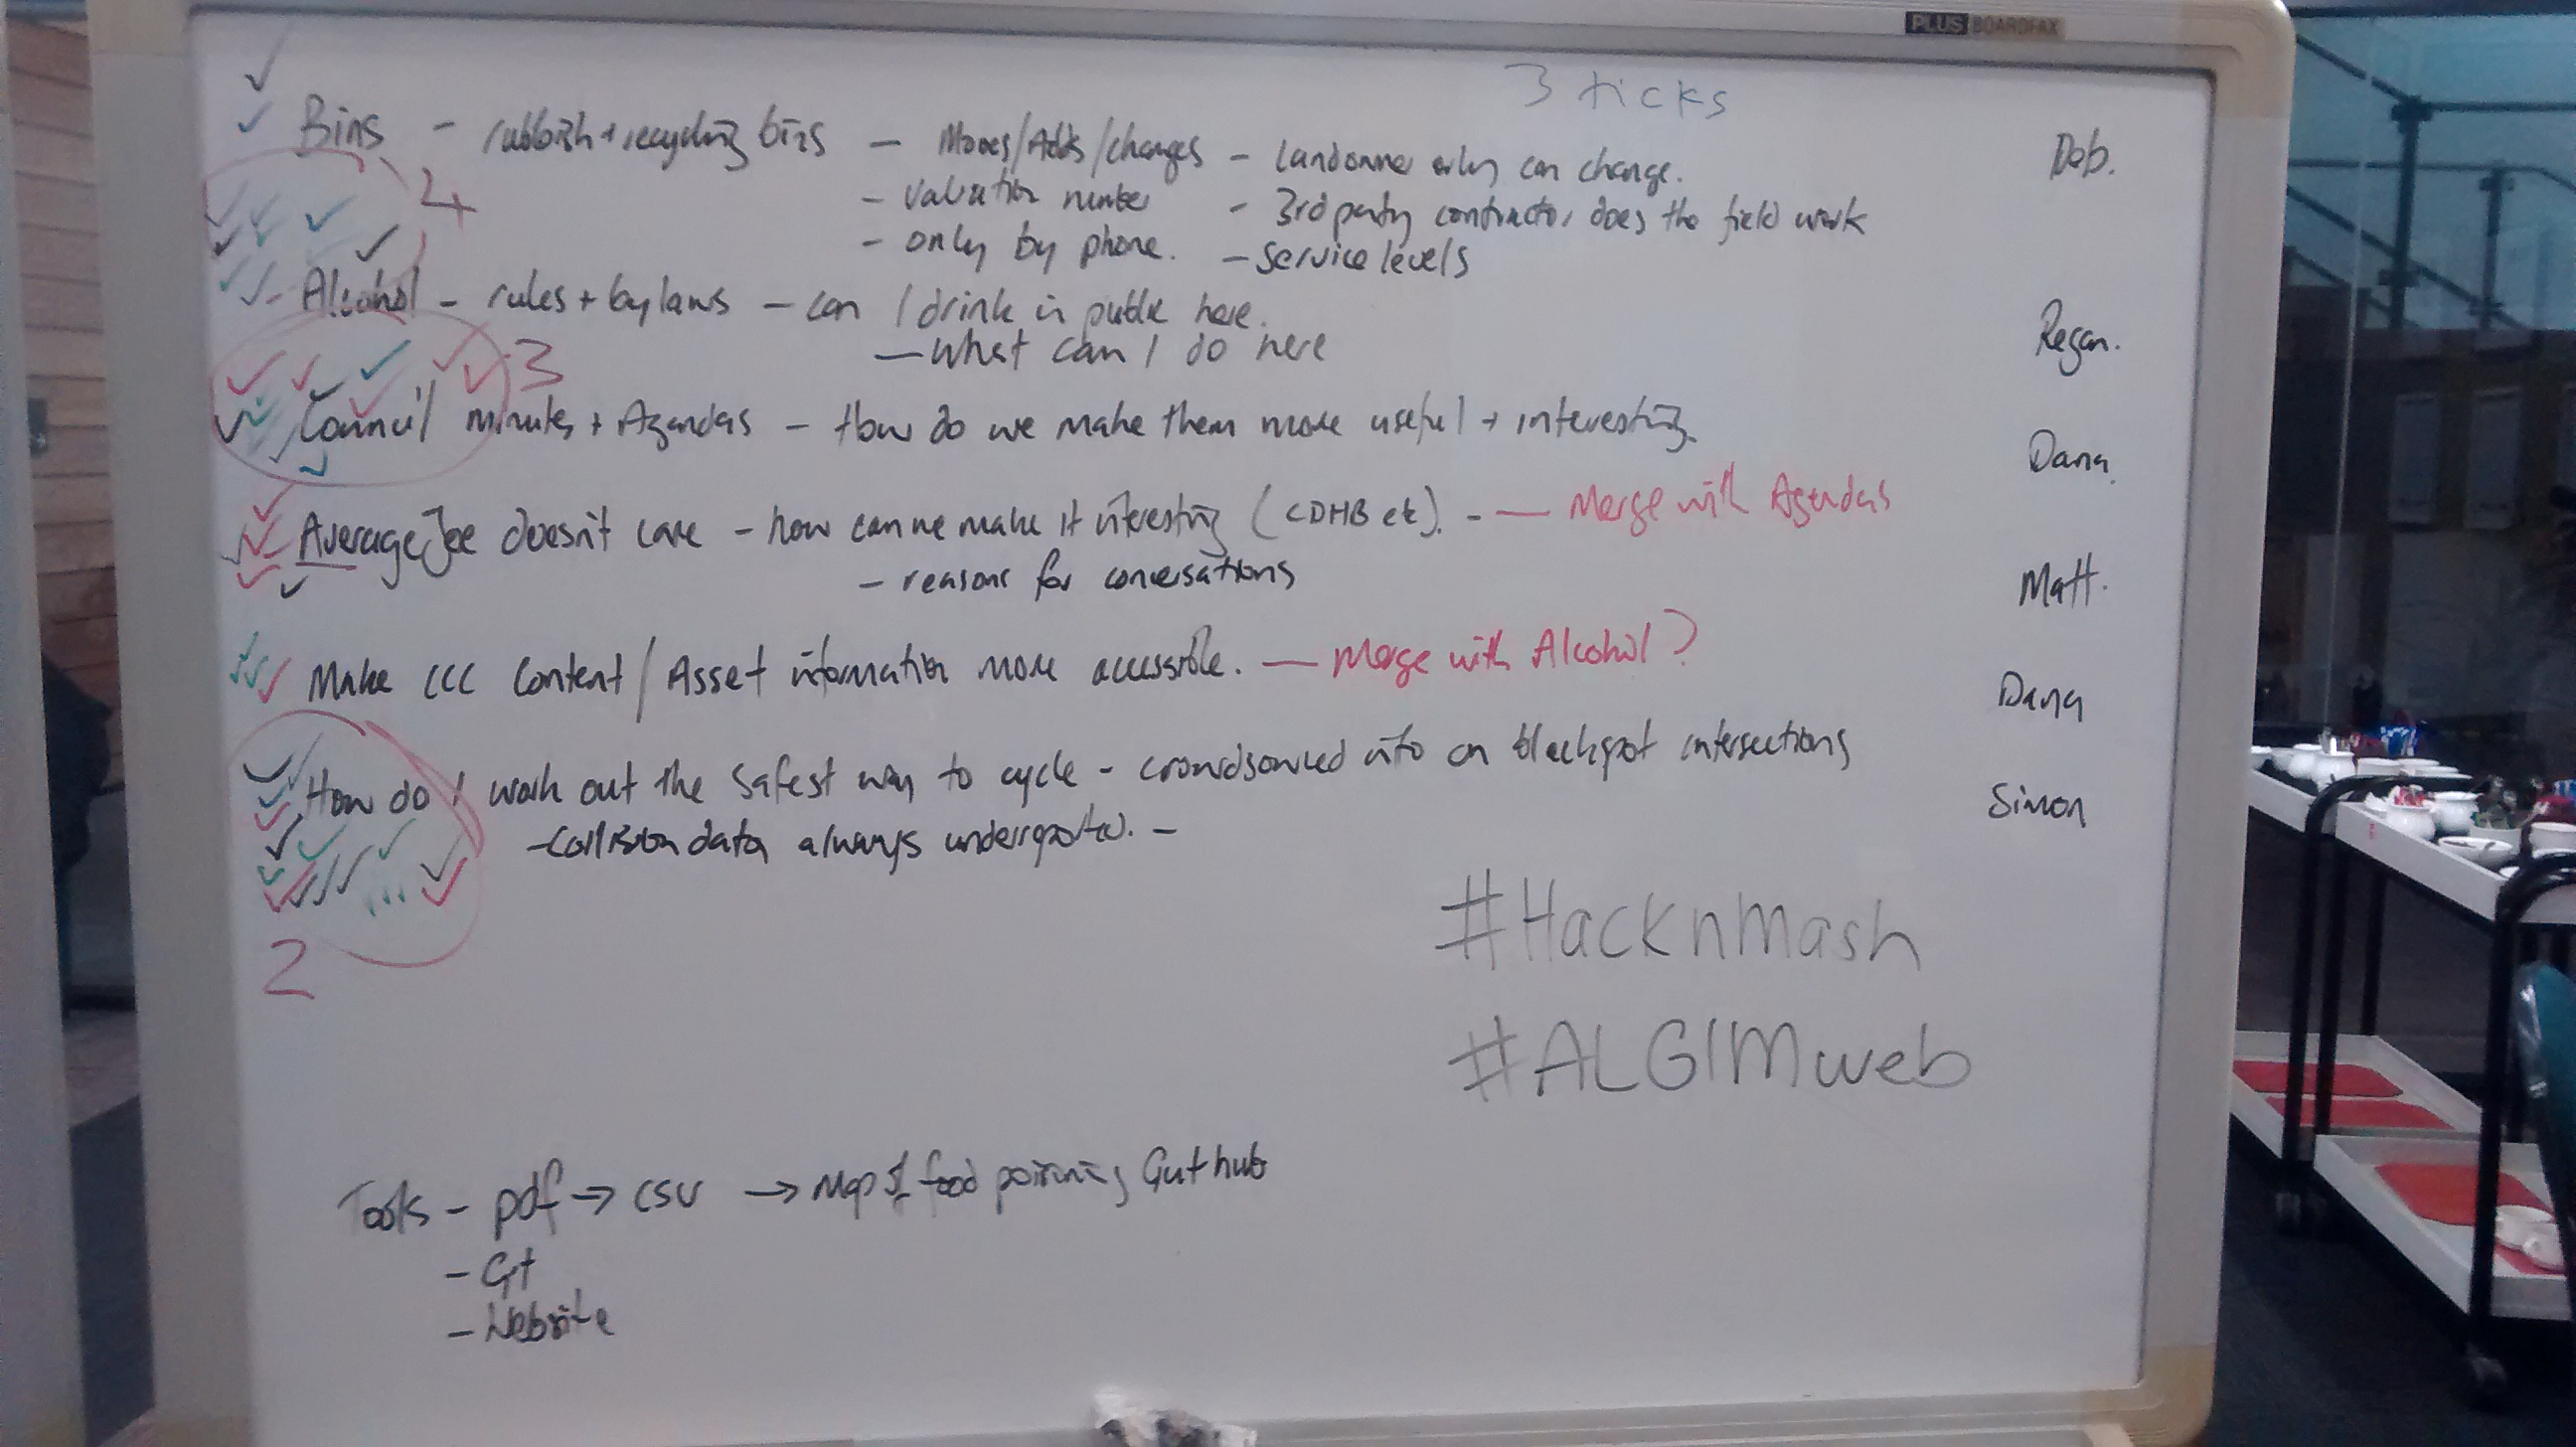 PLUS BOARDFAX
3 ticks
Bins - rubbish + recycling bins - Moves/Adds/changes - landowner only can change. Deb.
- Valuation number - 3rd party contractor does the field work
- only by phone. - service levels
4
Alcohol - rules + bylaws - can I drink in public here. Regan.
- What can I do here
3
Council minutes + Agendas - How do we make them more useful + interesting. Dana
Average Joe doesn't care - how can we make it interesting (CDHB etc). - — Merge with Agendas
- reasons for conversations Matt.
Make CCC Content/Asset information more accessible. — Merge with Alcohol? Dana
How do I work out the safest way to cycle - crowdsourced info on blackspot intersections Simon
- Collision data always underreported. -
2
#HacknMash
#ALGIMweb
Tools - pdf → csv → Map of food poisoning Guthub
- Git
- Website